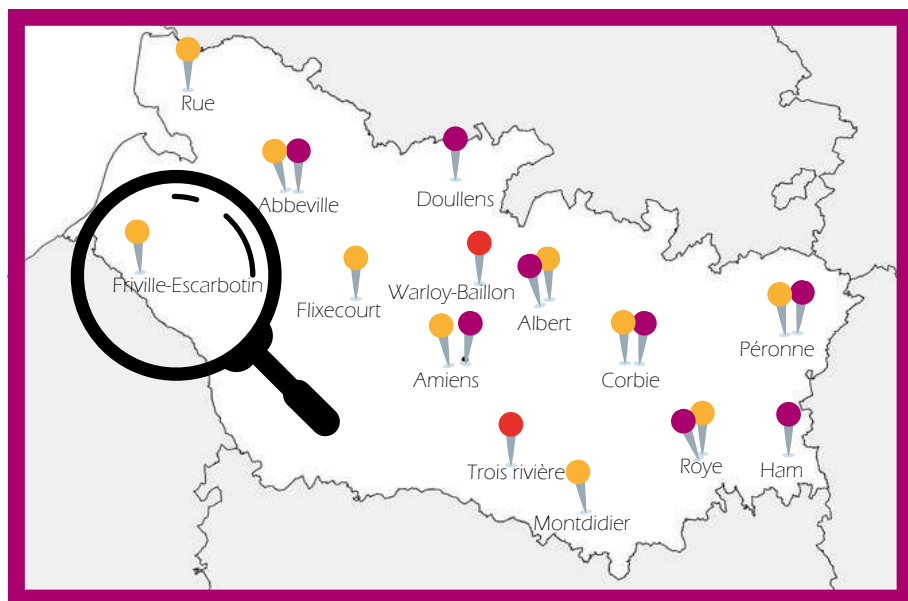 Rue
Abbeville
Doullens
Friville-Escarbotin
Flixecourt
Warloy-Baillon
Albert
Amiens
Corbie
Péronne
Trois rivière
Roye
Ham
Montdidier